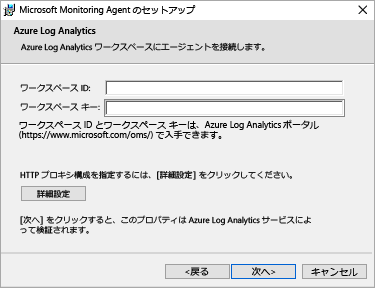 Microsoft Monitoring Agent のセットアップ
Azure Log Analytics
Azure Log Analytics ワークスペースにエージェントを接続します。
ワークスペース ID:
ワークスペース キー:
ワークスペース ID とワークスペース キーは、Azure Log Analytics ポータル
(https://www.microsoft.com/oms/) で入手できます。
HTTP プロキシ構成を指定するには、[詳細設定] をクリックしてください。
詳細設定
[次へ] をクリックすると、このプロパティは Azure Log Analytics サービスによ
って検証されます。
<戻る
次へ>
キャンセル